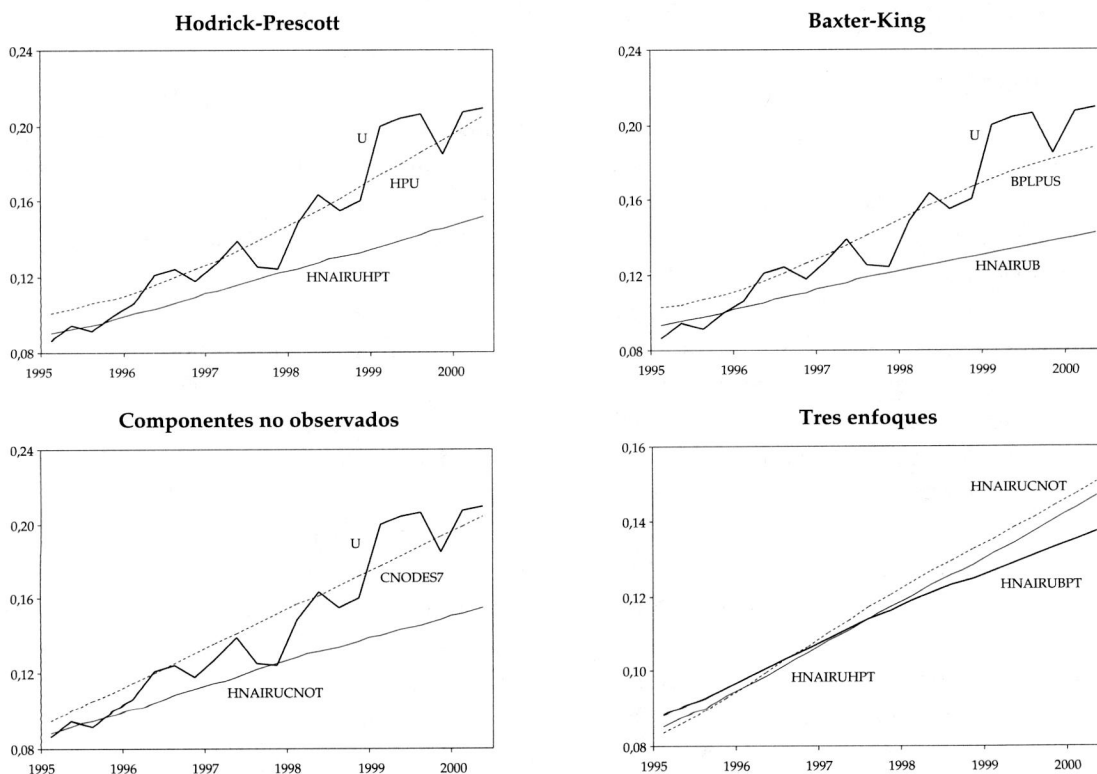 Hodrick-Prescott
0,24
0,20
0,16
0,12
0,08
U
HPU
HNAIRUHPT
1995 1996 1997 1998 1999 2000
Baxter-King
0,24
0,20
0,16
0,12
0,08
U
BPLPUS
HNAIRUB
1995 1996 1997 1998 1999 2000
Componentes no observados
0,24
0,20
0,16
0,12
0,08
U
CNODES7
HNAIRUCNOT
1995 1996 1997 1998 1999 2000
Tres enfoques
0,16
0,14
0,12
0,10
0,08
HNAIRUCNOT
HNAIRUBPT
HNAIRUHPT
1995 1996 1997 1998 1999 2000